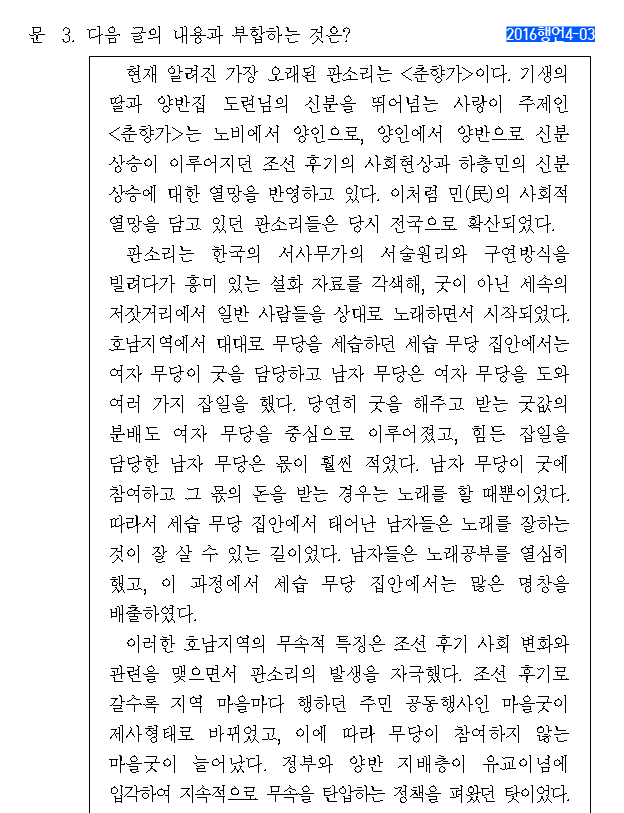 문 3. 다음 글의 내용과 부합하는 것은?
2016행언4-03
현재 알려진 가장 오래된 판소리는 <춘향가>이다. 기생의
딸과 양반집 도련님의 신분을 뛰어넘는 사랑이 주제인
<춘향가>는 노비에서 양인으로, 양인에서 양반으로 신분
상승이 이루어지던 조선 후기의 사회현상과 하층민의 신분
상승에 대한 열망을 반영하고 있다. 이처럼 민(民)의 사회적
열망을 담고 있던 판소리들은 당시 전국으로 확산되었다.
판소리는 한국의 서사무가의 서술원리와 구연방식을
빌려다가 흥미 있는 설화 자료를 각색해, 굿이 아닌 세속의
저잣거리에서 일반 사람들을 상대로 노래하면서 시작되었다.
호남지역에서 대대로 무당을 세습하던 세습 무당 집안에서는
여자 무당이 굿을 담당하고 남자 무당은 여자 무당을 도와
여러 가지 잡일을 했다. 당연히 굿을 해주고 받는 굿값의
분배도 여자 무당을 중심으로 이루어졌고, 힘든 잡일을
담당한 남자 무당은 몫이 훨씬 적었다. 남자 무당이 굿에
참여하고 그 몫의 돈을 받는 경우는 노래를 할 때뿐이었다.
따라서 세습 무당 집안에서 태어난 남자들은 노래를 잘하는
것이 잘 살 수 있는 길이었다. 남자들은 노래공부를 열심히
했고, 이 과정에서 세습 무당 집안에서는 많은 명창을
배출하였다.
이러한 호남지역의 무속적 특징은 조선 후기 사회 변화와
관련을 맺으면서 판소리의 발생을 자극했다. 조선 후기로
갈수록 지역 마을마다 행하던 주민 공동행사인 마을굿이
제사형태로 바뀌었고, 이에 따라 무당이 참여하지 않는
마을굿이 늘어났다. 정부와 양반 지배층이 유교이념에
입각하여 지속적으로 무속을 탄압하는 정책을 펴왔던 탓이었다.